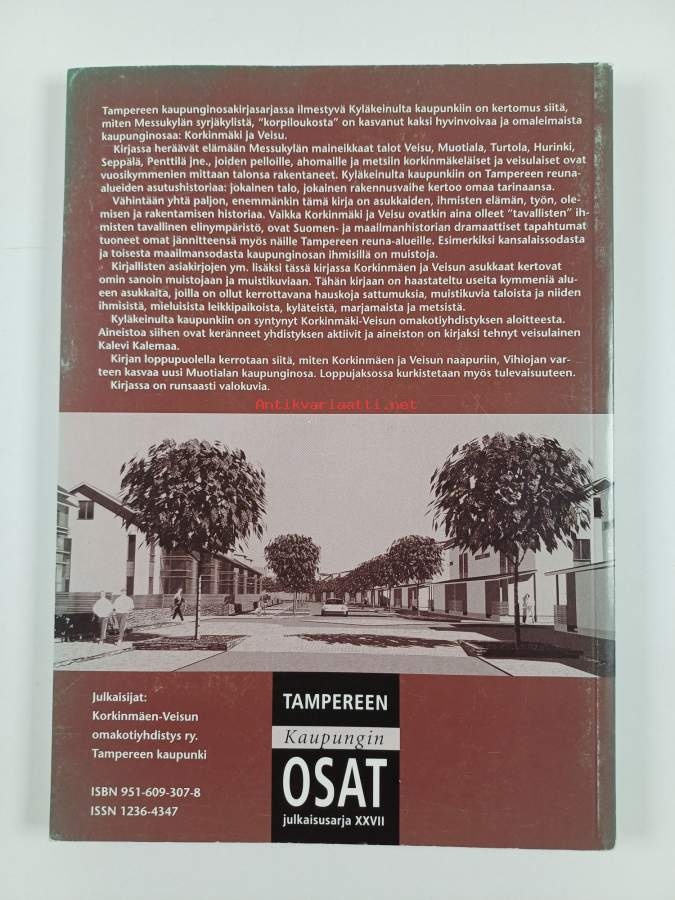 Tampereen kaupunginosakirjasarjassa ilmestyvä Kyläkeinulta kaupunkiin on kertomus siitä,
miten Messukylän syrjäkylistä, "korpiloukosta" on kasvanut kaksi hyvinvoivaa ja omaleimaista
kaupunginosaa: Korkinmäki ja Veisu.
Kirjassa heräävät elämään Messukylän maineikkaat talot Veisu, Muotiala, Turtola, Hurinki,
Seppälä, Penttilä jne., joiden pelloille, ahomaille ja metsiin korkinmäkeläiset ja veisulaiset ovat
vuosikymmenien mittaan talonsa rakentaneet. Kyläkeinulta kaupunkiin on Tampereen reuna-
alueiden asutushistoriaa: jokainen talo, jokainen rakennusvaihe kertoo omaa tarinaansa.
Vähintään yhtä paljon, enemmänkin tämä kirja on asukkaiden, ihmisten elämän, työn, ole-
misen ja rakentamisen historiaa. Vaikka Korkinmäki ja Veisu ovatkin aina olleet "tavallisten" ih-
misten tavallinen elinympäristö, ovat Suomen- ja maailmanhistorian dramaattiset tapahtumat
tuoneet omat jännitteensä myös näille Tampereen reuna-alueille. Esimerkiksi kansalaissodasta
ja toisesta maailmansodasta kaupunginosan ihmisillä on muistoja.
Kirjallisten asiakirjojen ym. lisäksi tässä kirjassa Korkinmäen ja Veisun asukkaat kertovat
omin sanoin muistojaan ja muistikuviaan. Tähän kirjaan on haastateltu useita kymmeniä alu-
een asukkaita, joilla on ollut kerrottavana hauskoja sattumuksia, muistikuvia taloista ja niiden
ihmisistä, mieluisista leikkipaikoista, kyläteistä, marjamaista ja metsistä.
Kyläkeinulta kaupunkiin on syntynyt Korkinmäki-Veisun omakotiyhdistyksen aloitteesta.
Aineistoa siihen ovat keränneet yhdistyksen aktiivit ja aineiston on kirjaksi tehnyt veisulainen
Kalevi Kalemaa.
Kirjan loppupuolella kerrotaan siitä, miten Korkinmäen ja Veisun naapuriin, Vihiojan var-
teen kasvaa uusi Muotialan kaupunginosa. Loppujaksossa kurkistetaan myös tulevaisuuteen.
Kirjassa on runsaasti valokuvia.
Antikvariaatti.net
Julkaisijat:
Korkinmäen-Veisun
omakotiyhdistys ry.
Tampereen kaupunki
ISBN 951-609-307-8
ISSN 1236-4347
TAMPEREEN
Kaupungin
OSAT
julkaisusarja XXVII